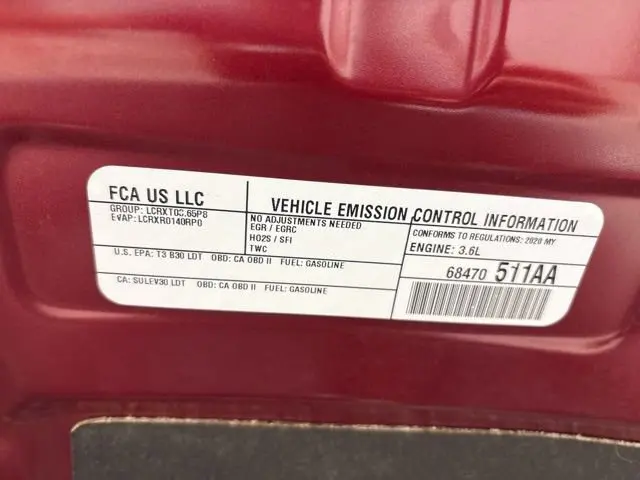 FCA US LLC
GROUP: LCRXT03.65P8
EVAP: LCRXR0140RP0
VEHICLE EMISSION CONTROL INFORMATION
NO ADJUSTMENTS NEEDED
EGR / EGRC
HO2S / SFI
TWC
CONFORMS TO REGULATIONS: 2020 MY
ENGINE: 3.6L
U.S. EPA: T3 B30 LDT OBD: CA OBD II FUEL: GASOLINE
CA: SULEV30 LDT OBD: CA OBD II FUEL: GASOLINE
68470 511AA